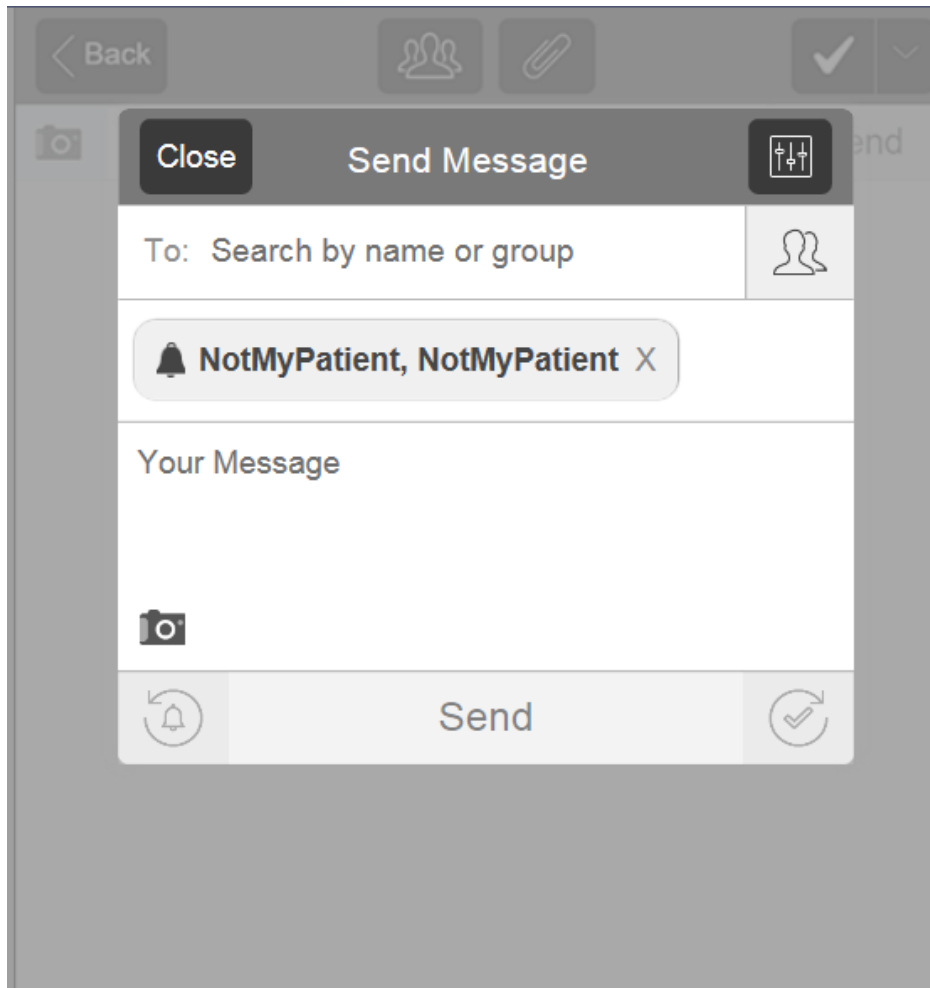 Back
Close
Send Message
end
To: Search by name or group
NotMyPatient, NotMyPatient X
Your Message
Send